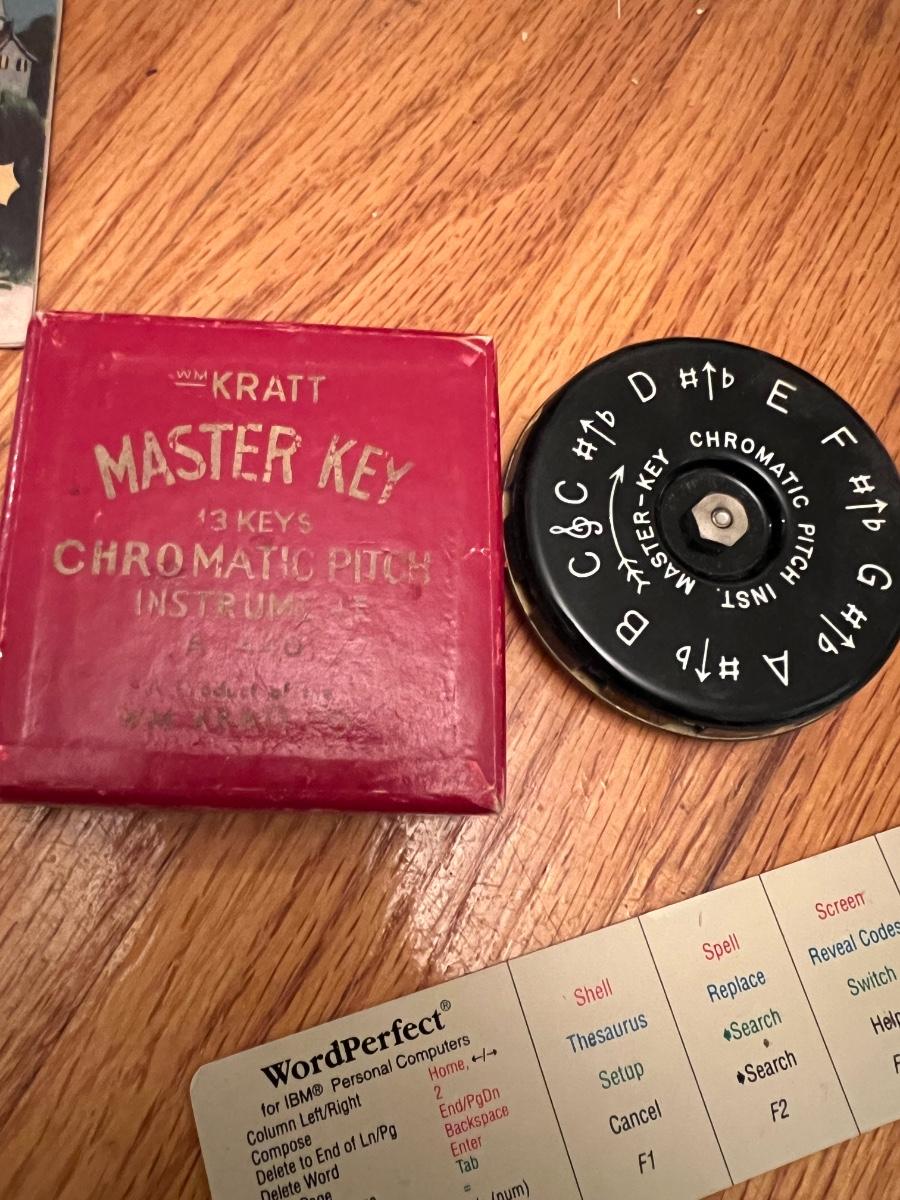 WM KRATT
MASTER KEY
13 KEYS
CHROMATIC PITCH
A
A Product of the
WM KRATT
C C ♯↑♭ D ♯↑♭ E F ♯↑♭ G ♯↑♭ A ♯↑♭ B
MASTER-KEY CHROMATIC PITCH INST.
WordPerfect®
for IBM® Personal Computers
Column Left/Right Home, ←/→
Compose 2
Delete to End of Ln/Pg End/PgDn
Delete Word Backspace
Enter
Tab
=
Shell
Thesaurus
Setup
Cancel
F1
Spell
Replace
♦Search
♦Search
F2
Screen
Reveal Codes
Switch
Help